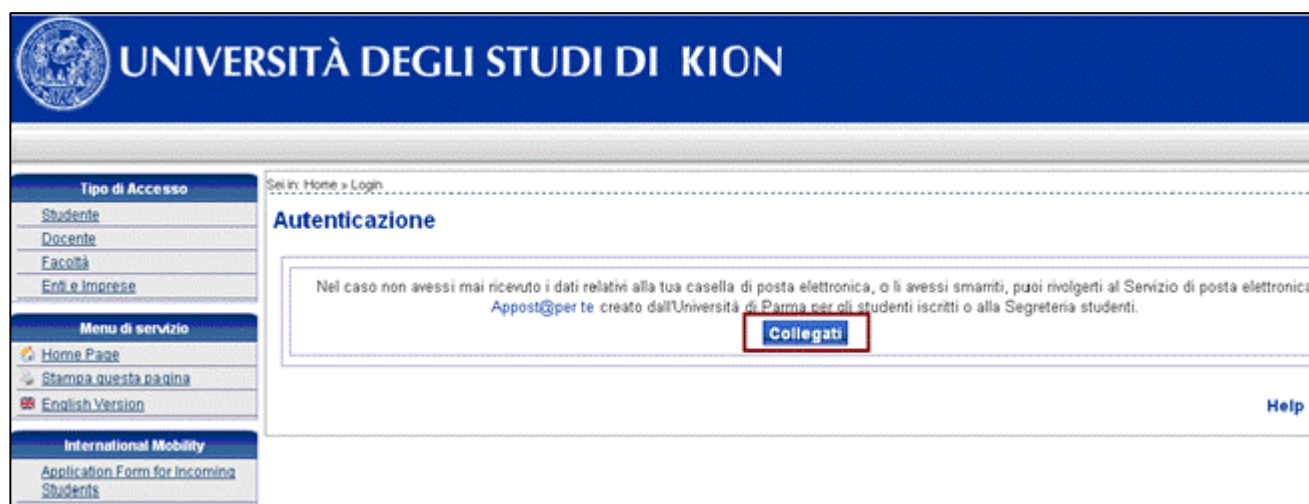 UNIVERSITÀ DEGLI STUDI DI KION
Tipo di Accesso
Studente
Docente
Facoltà
Enti e Imprese
Menu di servizio
Home Page
Stampa questa pagina
English Version
International Mobility
Application Form for Incoming
Students
Sei in: Home » Login
Autenticazione
Nel caso non avessi mai ricevuto i dati relativi alla tua casella di posta elettronica, o li avessi smarriti, puoi rivolgerti al Servizio di posta elettronica
Appost@per te creato dall'Università di Parma per gli studenti iscritti o alla Segreteria studenti.
Collegati
Help